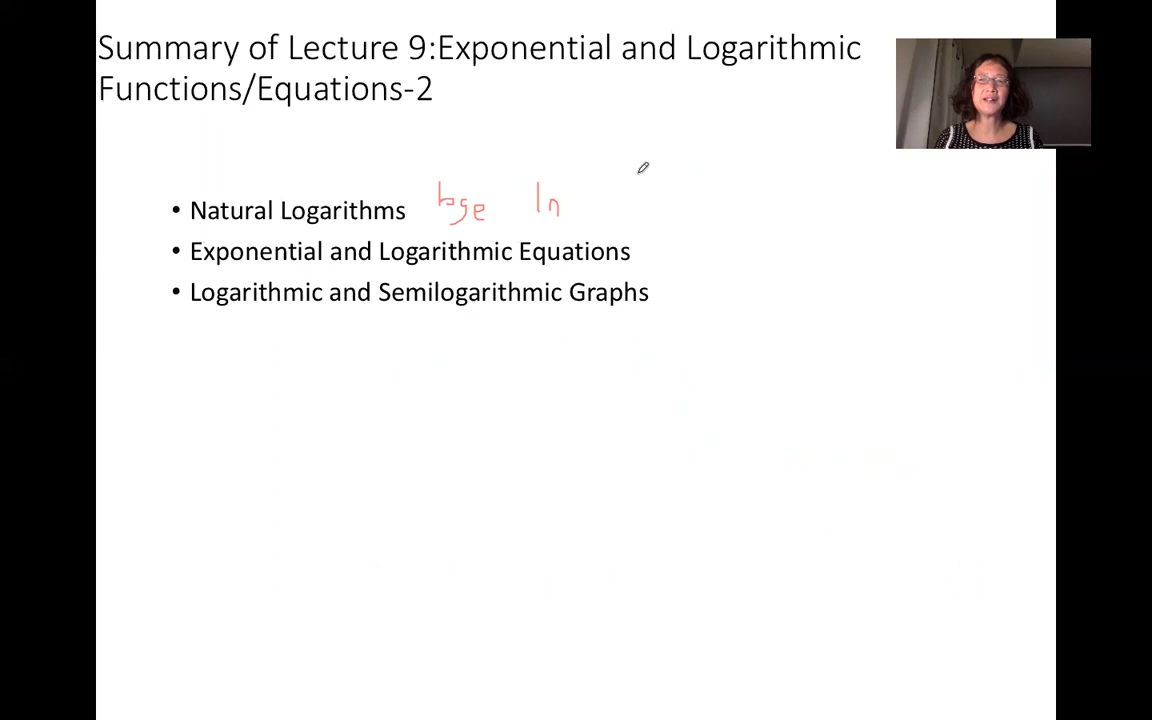 Summary of Lecture 9:Exponential and Logarithmic
Functions/Equations-2
• Natural Logarithms loge ln
• Exponential and Logarithmic Equations
• Logarithmic and Semilogarithmic Graphs